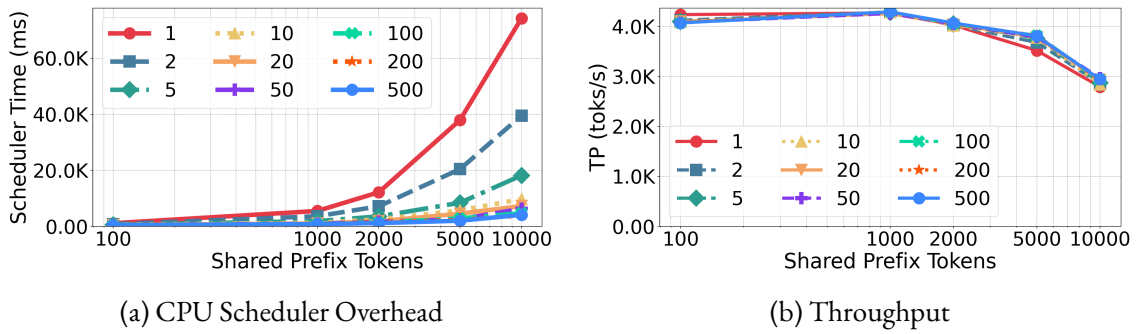 Scheduler Time (ms)
60.0K
40.0K
20.0K
0.00
1 10 100
2 20 200
5 50 500
100 1000 2000 5000 10000
Shared Prefix Tokens
(a) CPU Scheduler Overhead
TP (toks/s)
4.0K
3.0K
2.0K
1.0K
0.00
1 10 100
2 20 200
5 50 500
100 1000 2000 5000 10000
Shared Prefix Tokens
(b) Throughput